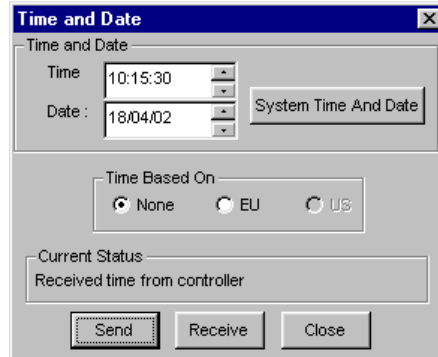 Time and Date
Time and Date
Time 10:15:30
Date : 18/04/02
System Time And Date
Time Based On
None EU US
Current Status
Received time from controller
Send Receive Close